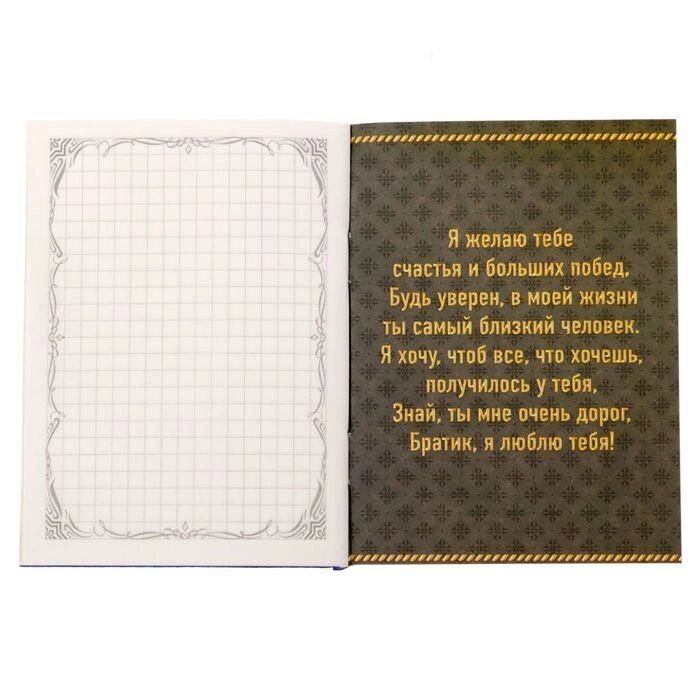 Я желаю тебе
счастья и больших побед,
Будь уверен, в моей жизни
ты самый близкий человек.
Я хочу, чтоб все, что хочешь,
получилось у тебя,
Знай, ты мне очень дорог,
Братик, я люблю тебя!